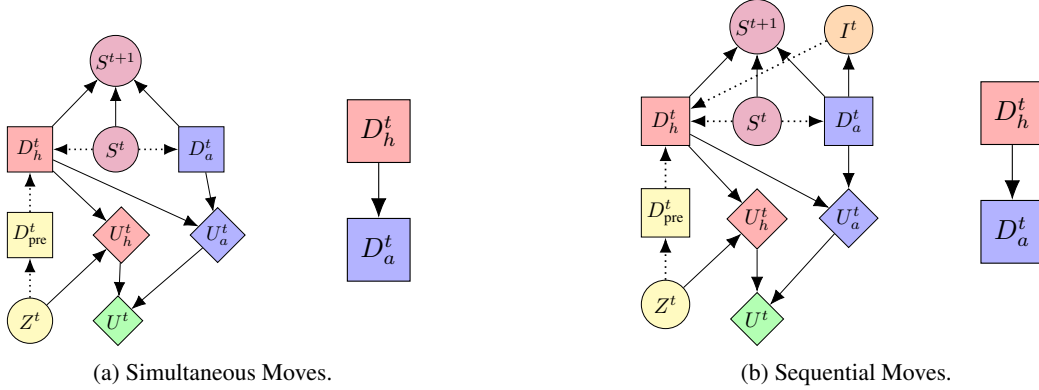 S^{t+1}
D_h^t S^t D_a^t
D_pre^t U_h^t U_a^t
Z^t U^t
D_h^t
D_a^t
(a) Simultaneous Moves.
S^{t+1} I^t
D_h^t S^t D_a^t
D_pre^t U_h^t U_a^t
Z^t U^t
D_h^t
D_a^t
(b) Sequential Moves.